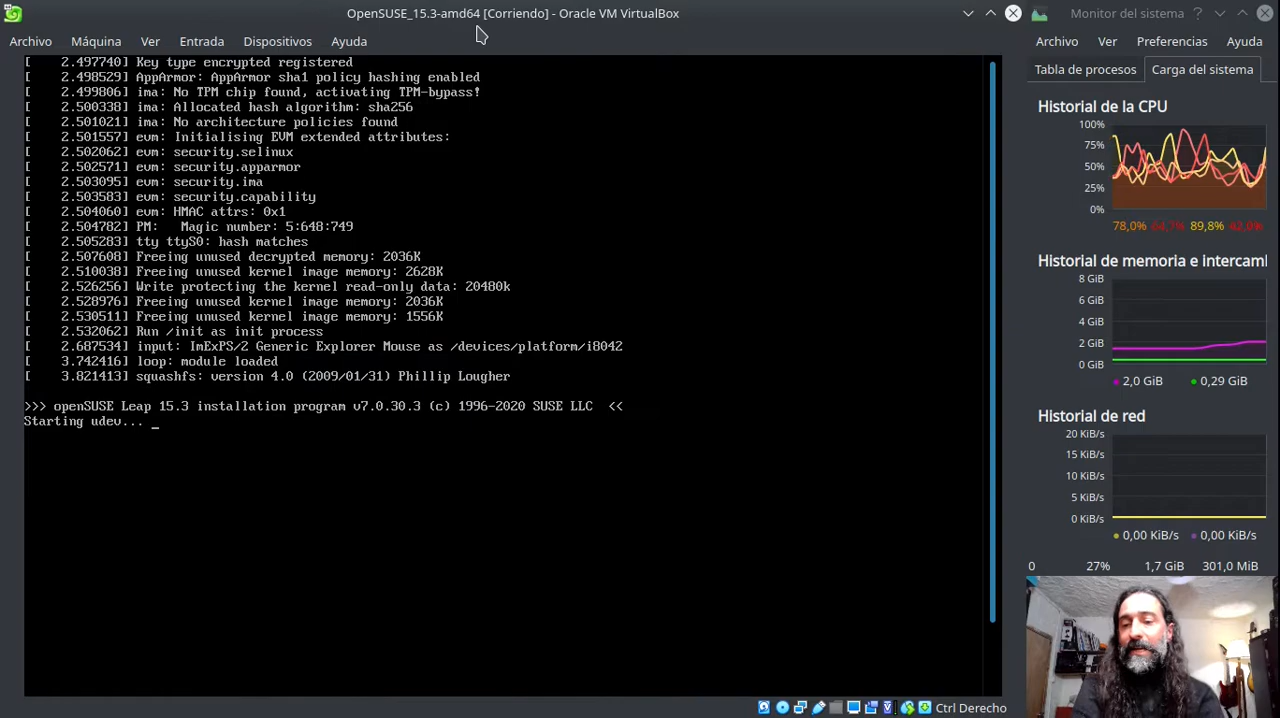 OpenSUSE_15.3-amd64 [Corriendo] - Oracle VM VirtualBox
Archivo Máquina Ver Entrada Dispositivos Ayuda
[    2.497740] Key type encrypted registered
[    2.498529] AppArmor: AppArmor sha1 policy hashing enabled
[    2.499806] ima: No TPM chip found, activating TPM-bypass!
[    2.500338] ima: Allocated hash algorithm: sha256
[    2.501021] ima: No architecture policies found
[    2.501557] evm: Initialising EVM extended attributes:
[    2.502062] evm: security.selinux
[    2.502571] evm: security.apparmor
[    2.503095] evm: security.ima
[    2.503583] evm: security.capability
[    2.504060] evm: HMAC attrs: 0x1
[    2.504782] PM:   Magic number: 5:648:749
[    2.505283] tty ttyS0: hash matches
[    2.507608] Freeing unused decrypted memory: 2036K
[    2.510038] Freeing unused kernel image memory: 2628K
[    2.526256] Write protecting the kernel read-only data: 20480k
[    2.528976] Freeing unused kernel image memory: 2036K
[    2.530511] Freeing unused kernel image memory: 1556K
[    2.532062] Run /init as init process
[    2.687534] input: ImExPS/2 Generic Explorer Mouse as /devices/platform/i8042
[    3.742416] loop: module loaded
[    3.821413] squashfs: version 4.0 (2009/01/31) Phillip Lougher
>>> openSUSE Leap 15.3 installation program v7.0.30.3 (c) 1996-2020 SUSE LLC  <<
Starting udev... _
Ctrl Derecho
Monitor del sistema ?
Archivo Ver Preferencias Ayuda
Tabla de procesos Carga del sistema
Historial de la CPU
100%
75%
50%
25%
0%
78,0% 89,8% 42,0%
Historial de memoria e intercaml
8 GiB
6 GiB
4 GiB
2 GiB
0 GiB
2,0 GiB 0,29 GiB
Historial de red
20 KiB/s
15 KiB/s
10 KiB/s
5 KiB/s
0 KiB/s
0,00 KiB/s 0,00 KiB/s
0 27% 1,7 GiB 301,0 MiB